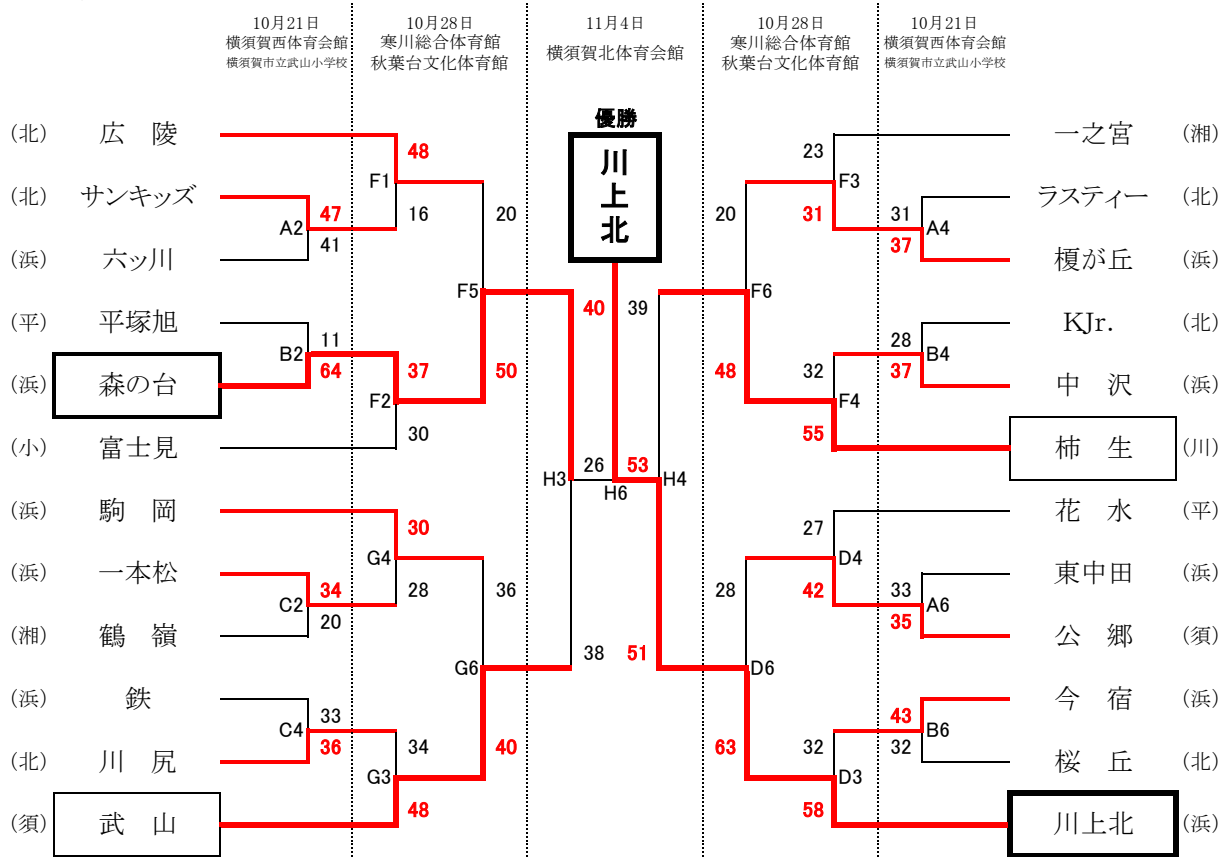 10月21日
横須賀西体育会館
横須賀市立武山小学校
10月28日
寒川総合体育館
秋葉台文化体育館
11月4日
横須賀北体育会館
10月28日
寒川総合体育館
秋葉台文化体育館
10月21日
横須賀西体育会館
横須賀市立武山小学校
優勝
川上北
(北) 広 陵
(北) サンキッズ
(浜) 六ッ川
(平) 平塚旭
(浜) 森の台
(小) 富士見
(浜) 駒 岡
(浜) 一本松
(湘) 鶴 嶺
(浜) 鉄
(北) 川 尻
(須) 武 山
A2
47
41
B2
11
64
C2
34
20
C4
33
36
F1
48
16
F2
37
30
G4
30
28
G3
34
48
F5
20
50
G6
36
40
H3
40
38
H6
26
53
H4
39
51
F6
20
48
D6
28
63
F3
23
31
F4
32
55
D4
27
42
D3
32
58
A4
31
37
B4
28
37
A6
33
35
B6
43
32
一之宮 (湘)
ラスティー (北)
榎が丘 (浜)
KJr. (北)
中 沢 (浜)
柿 生 (川)
花 水 (平)
東中田 (浜)
公 郷 (須)
今 宿 (浜)
桜 丘 (北)
川上北 (浜)